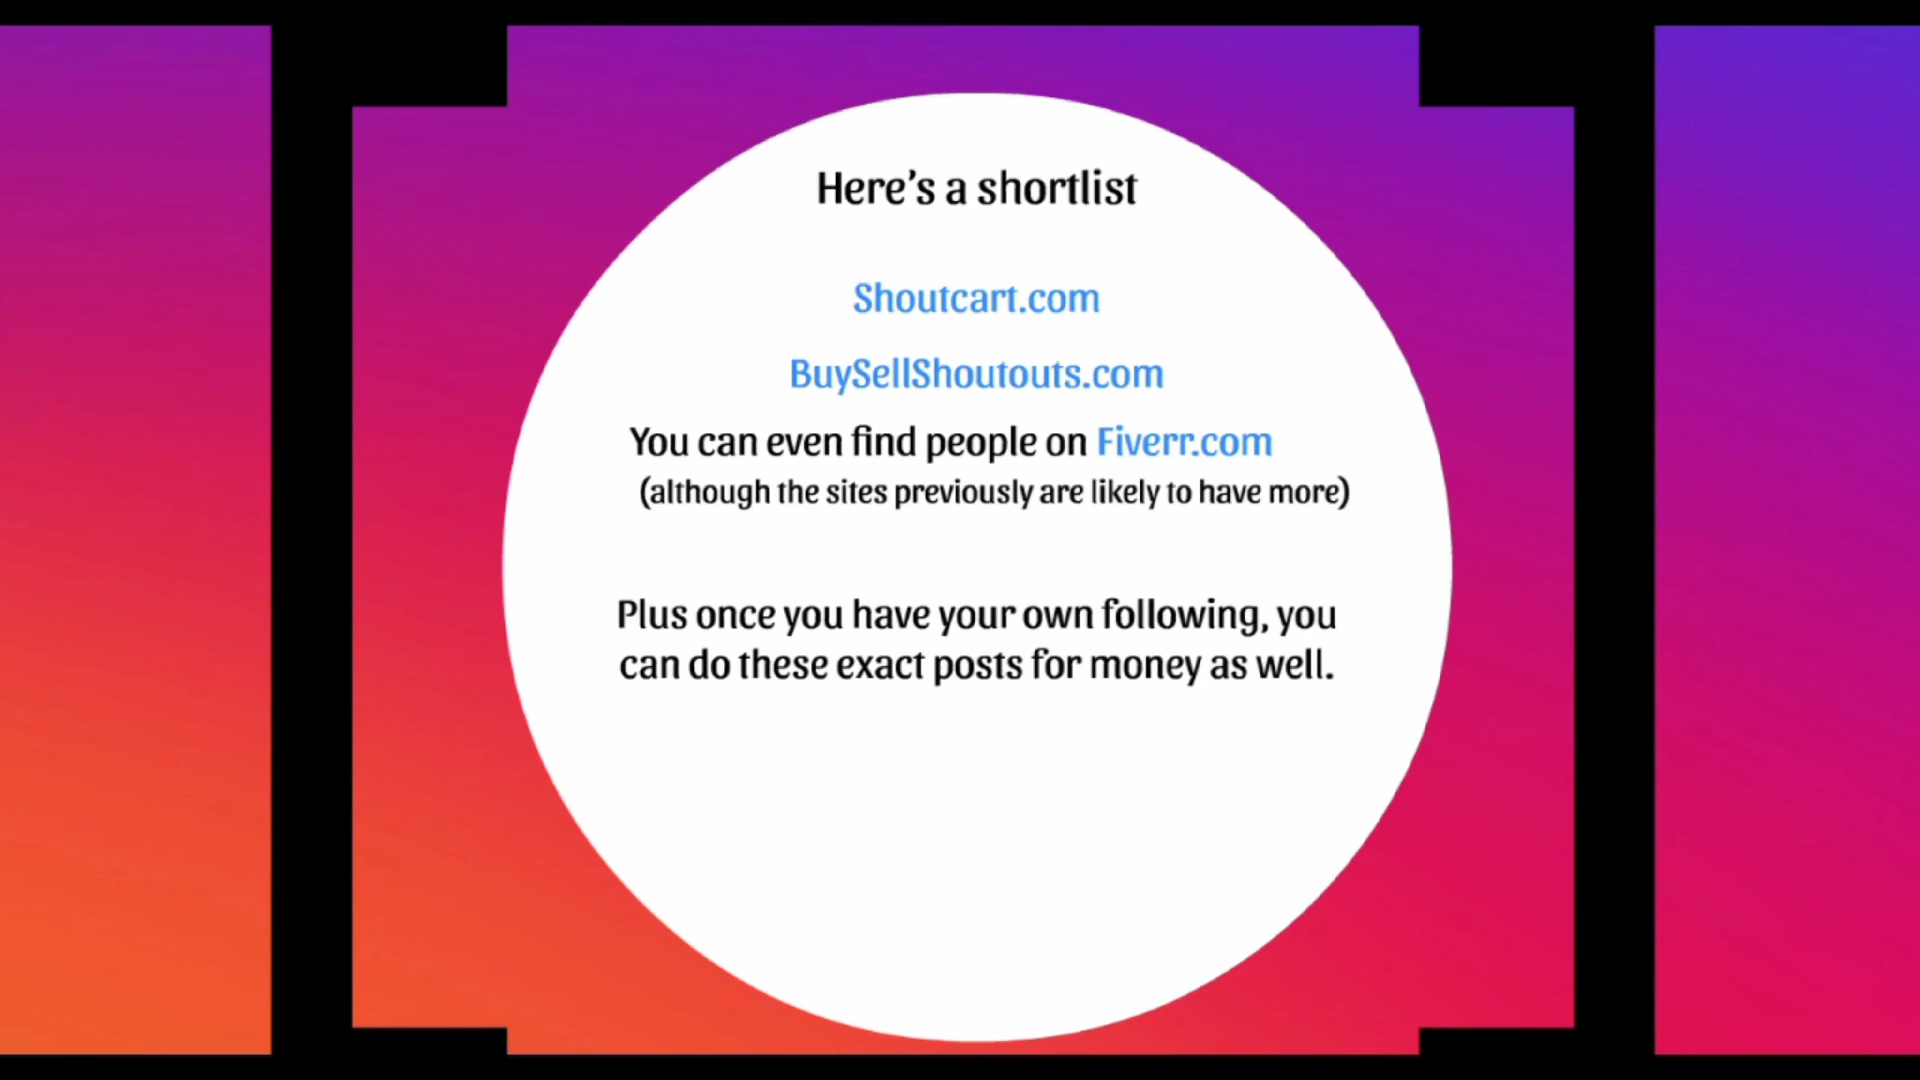 Here's a shortlist
Shoutcart.com
BuySellShoutouts.com
You can even find people on Fiverr.com
(although the sites previously are likely to have more)
Plus once you have your own following, you
can do these exact posts for money as well.